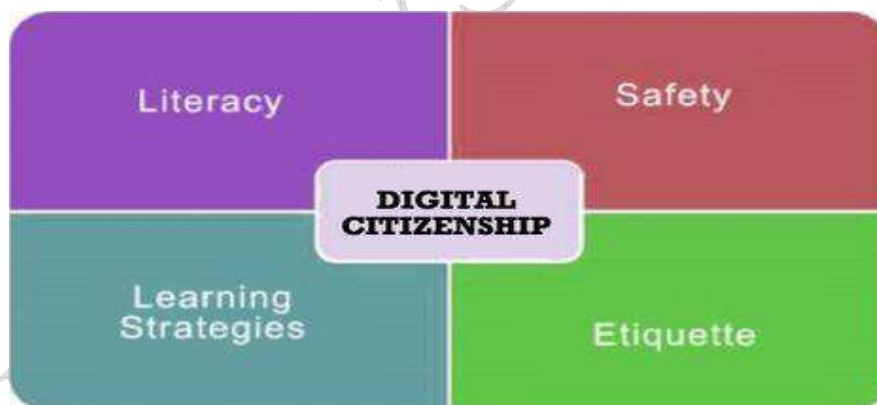 Literacy
Safety
DIGITAL
CITIZENSHIP
Learning
Strategies
Etiquette